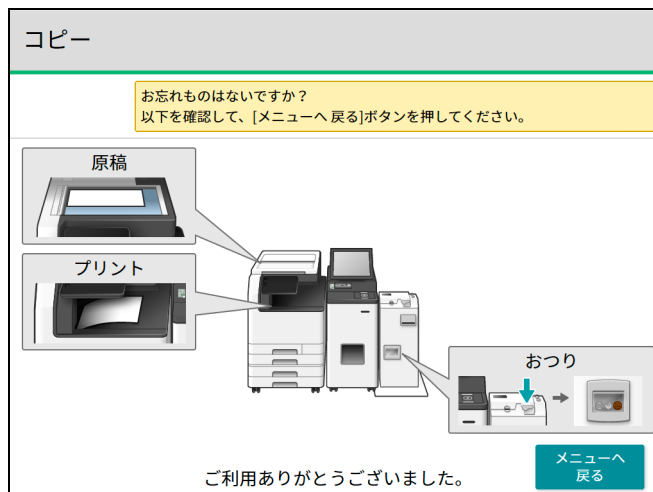 コピー
お忘れものはないですか？
以下を確認して、[メニューへ 戻る]ボタンを押してください。
原稿
プリント
おつり
メニューへ
戻る
ご利用ありがとうございました。